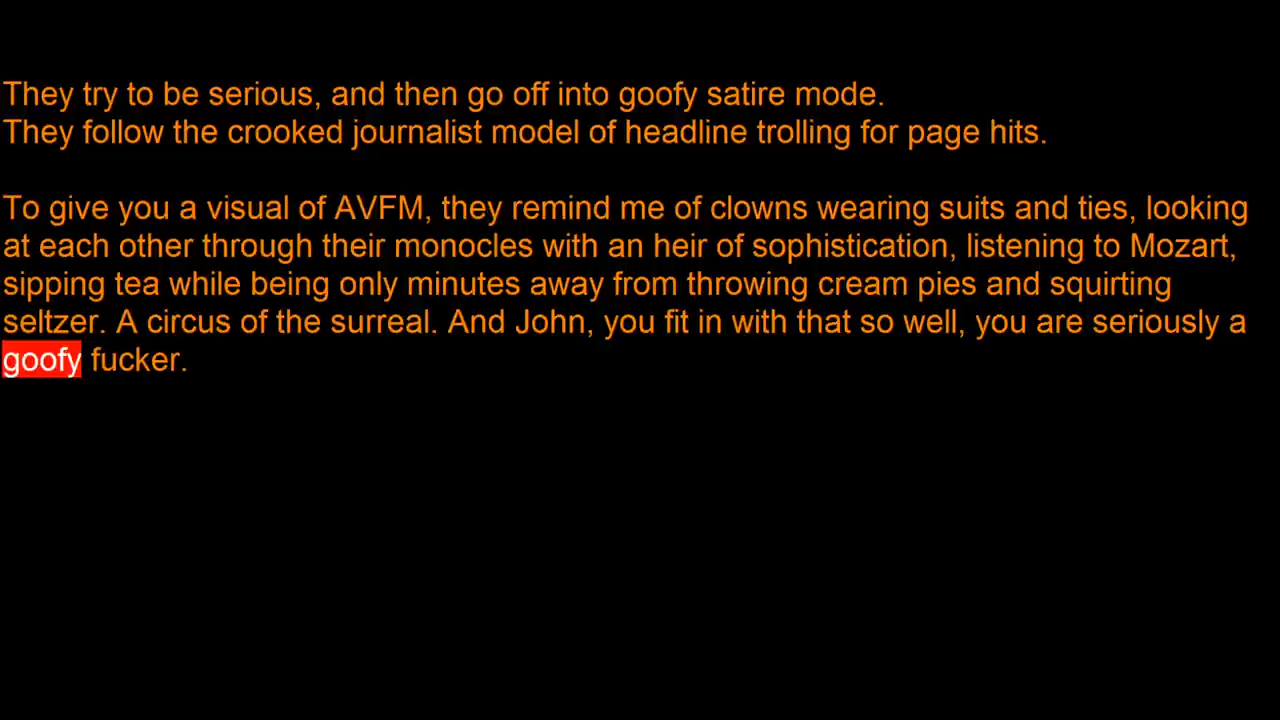 They try to be serious, and then go off into goofy satire mode.
They follow the crooked journalist model of headline trolling for page hits.
To give you a visual of AVFM, they remind me of clowns wearing suits and ties, looking
at each other through their monocles with an heir of sophistication, listening to Mozart,
sipping tea while being only minutes away from throwing cream pies and squirting
seltzer. A circus of the surreal. And John, you fit in with that so well, you are seriously a
goofy fucker.